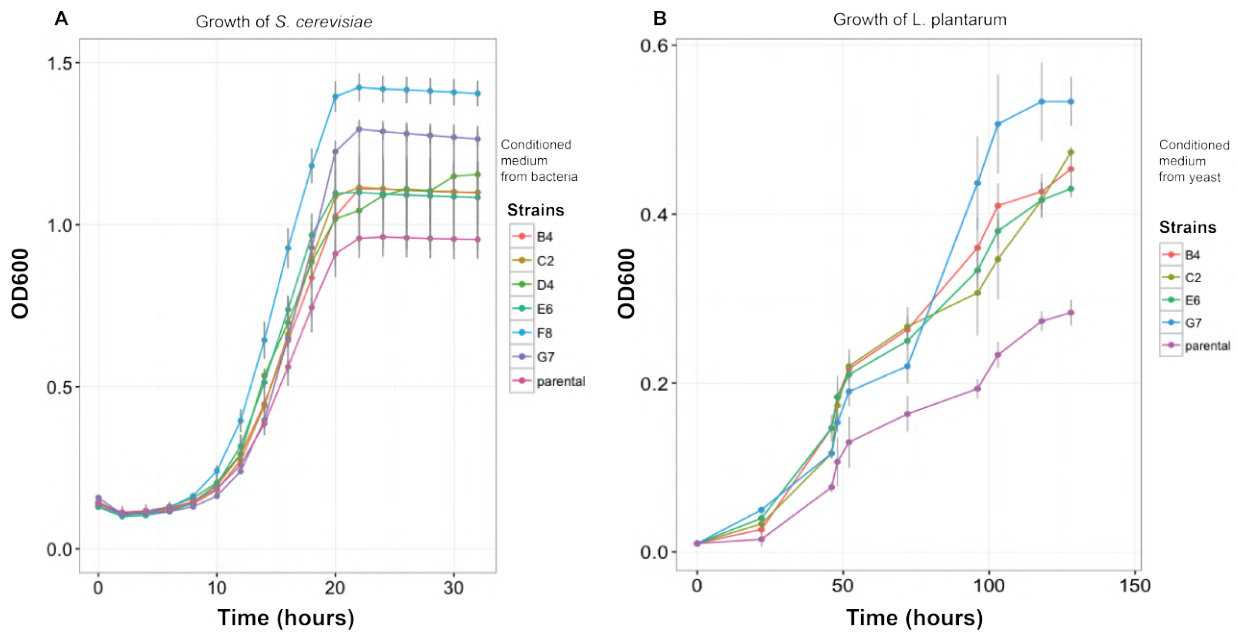 A
Growth of S. cerevisiae
1.5
1.0
0.5
0.0
OD600
0
10
20
30
Time (hours)
Conditioned
medium
from bacteria
Strains
B4
C2
D4
E6
F8
G7
parental
B
Growth of L. plantarum
0.6
0.4
0.2
0.0
OD600
0
50
100
150
Time (hours)
Conditioned
medium
from yeast
Strains
B4
C2
E6
G7
parental